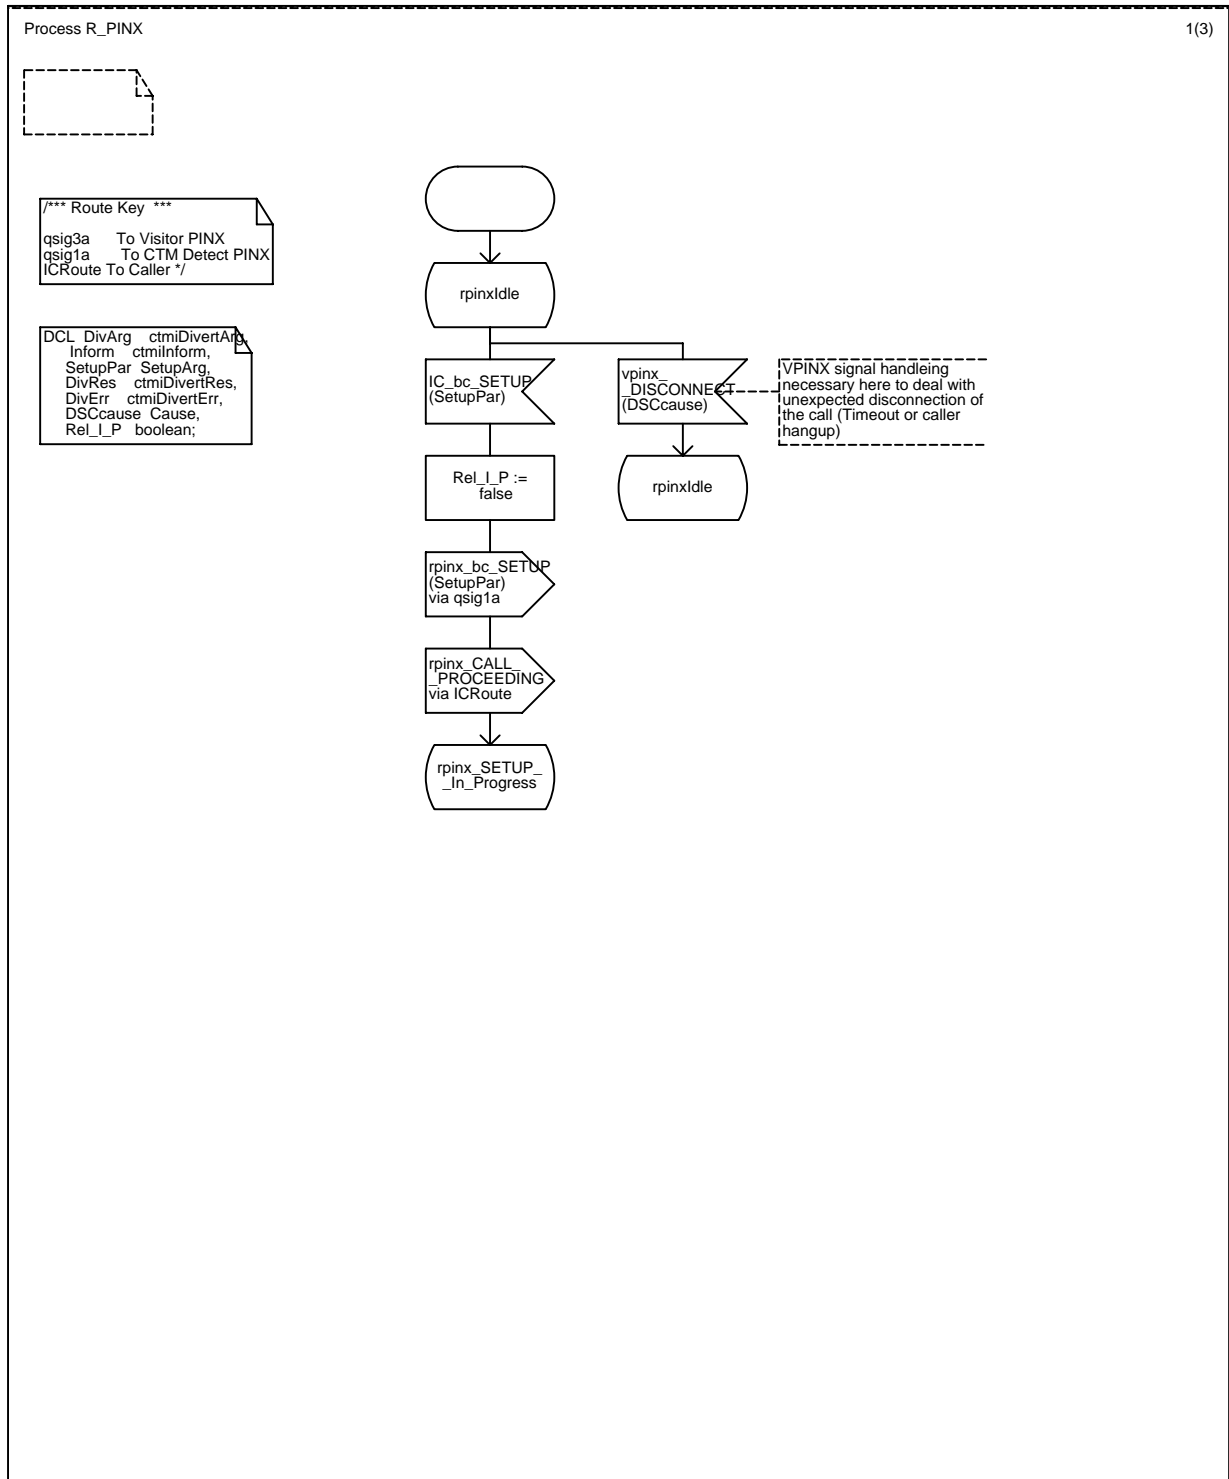 Process R_PINX
1(3)
/*** Route Key ***
qsig3a To Visitor PINX
qsig1a To CTM Detect PINX
ICRoute To Caller */
DCL DivArg ctmiDivertArg,
Inform ctmiInform,
SetupPar SetupArg,
DivRes ctmiDivertRes,
DivErr ctmiDivertErr,
DSCcause Cause,
Rel_I_P boolean;
rpinxIdle
IC_bc_SETUP
(SetupPar)
Rel_I_P :=
false
rpinx_bc_SETUP
(SetupPar)
via qsig1a
rpinx_CALL_
_PROCEEDING
via ICRoute
rpinx_SETUP_
_In_Progress
vpinx_
_DISCONNECT
(DSCcause)
rpinxIdle
VPINX signal handleing
necessary here to deal with
unexpected disconnection of
the call (Timeout or caller
hangup)